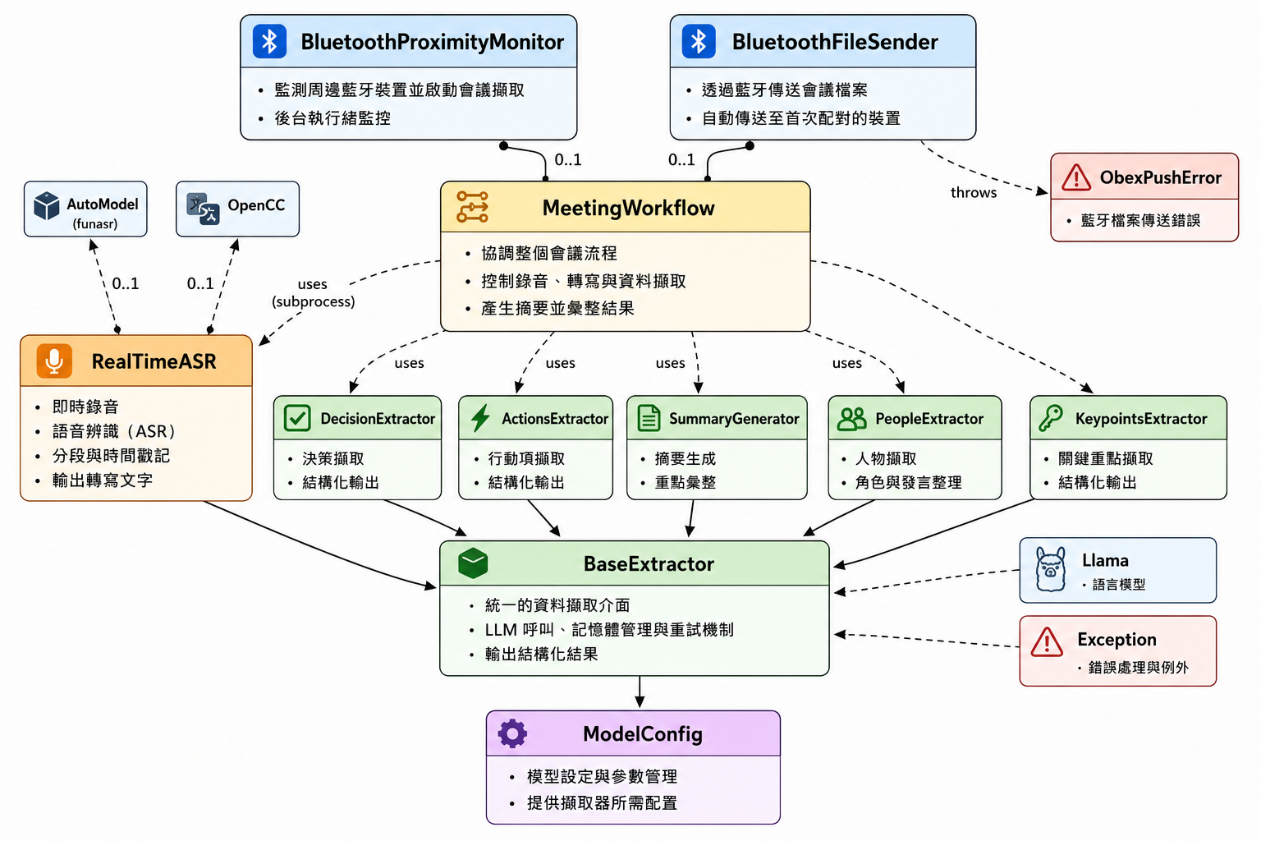 BluetoothProximityMonitor
• 監測周邊藍牙裝置並啟動會議擷取
• 後台執行緒監控
BluetoothFileSender
• 透過藍牙傳送會議檔案
• 自動傳送至首次配對的裝置
0..1
0..1
throws
ObexPushError
• 藍牙檔案傳送錯誤
AutoModel
(funasr)
OpenCC
0..1
0..1
MeetingWorkflow
• 協調整個會議流程
• 控制錄音、轉寫與資料擷取
• 產生摘要並彙整結果
uses
(subprocess)
uses
uses
uses
uses
RealTimeASR
• 即時錄音
• 語音辨識（ASR）
• 分段與時間戳記
• 輸出轉寫文字
DecisionExtractor
• 決策擷取
• 結構化輸出
ActionsExtractor
• 行動項擷取
• 結構化輸出
SummaryGenerator
• 摘要生成
• 重點彙整
PeopleExtractor
• 人物擷取
• 角色與發言整理
KeypointsExtractor
• 關鍵重點擷取
• 結構化輸出
BaseExtractor
• 統一的資料擷取介面
• LLM 呼叫、記憶體管理與重試機制
• 輸出結構化結果
Llama
• 語言模型
Exception
• 錯誤處理與例外
ModelConfig
• 模型設定與參數管理
• 提供擷取器所需配置